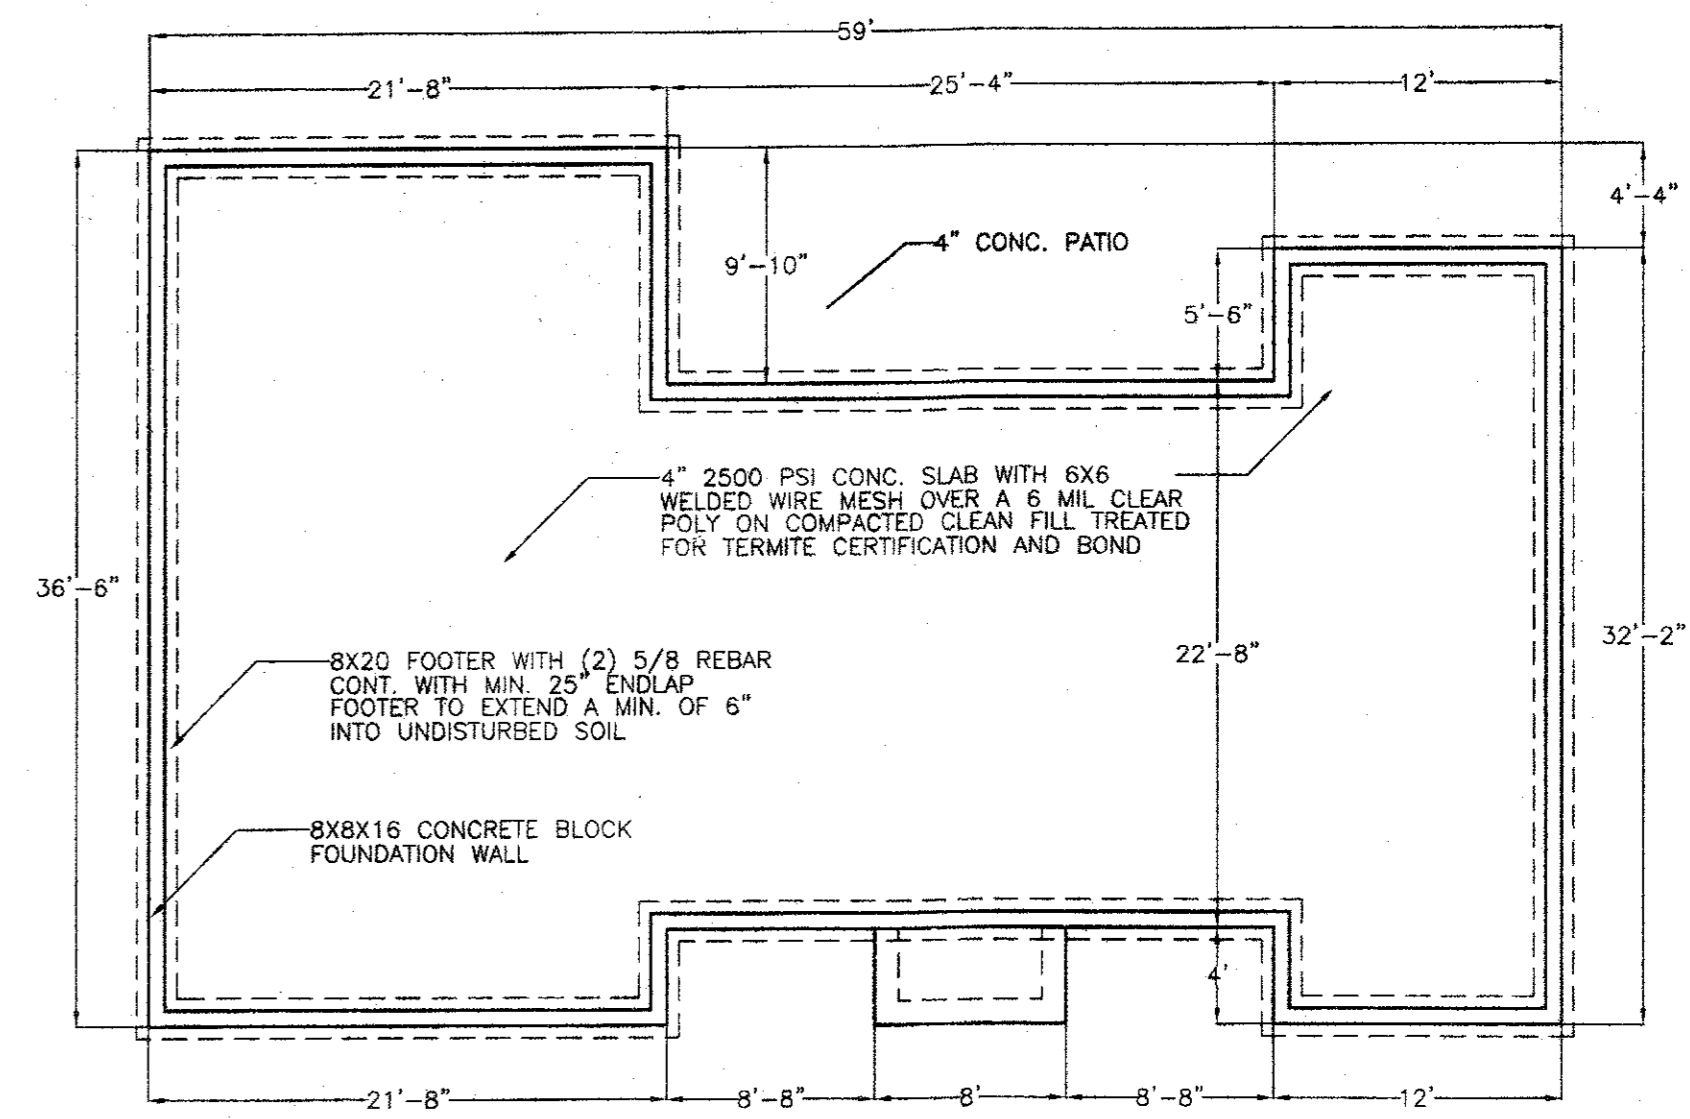 59'
21'-8" 25'-4" 12'
4'-4"
4" CONC. PATIO
9'-10"
5'-6"
4" 2500 PSI CONC. SLAB WITH 6X6
WELDED WIRE MESH OVER A 6 MIL CLEAR
POLY ON COMPACTED CLEAN FILL TREATED
FOR TERMITE CERTIFICATION AND BOND
36'-6"
32'-2"
22'-8"
8X20 FOOTER WITH (2) 5/8 REBAR
CONT. WITH MIN. 25" ENDLAP
FOOTER TO EXTEND A MIN. OF 6"
INTO UNDISTURBED SOIL
8X8X16 CONCRETE BLOCK
FOUNDATION WALL
4'
21'-8" 8'-8" 8' 8'-8" 12'